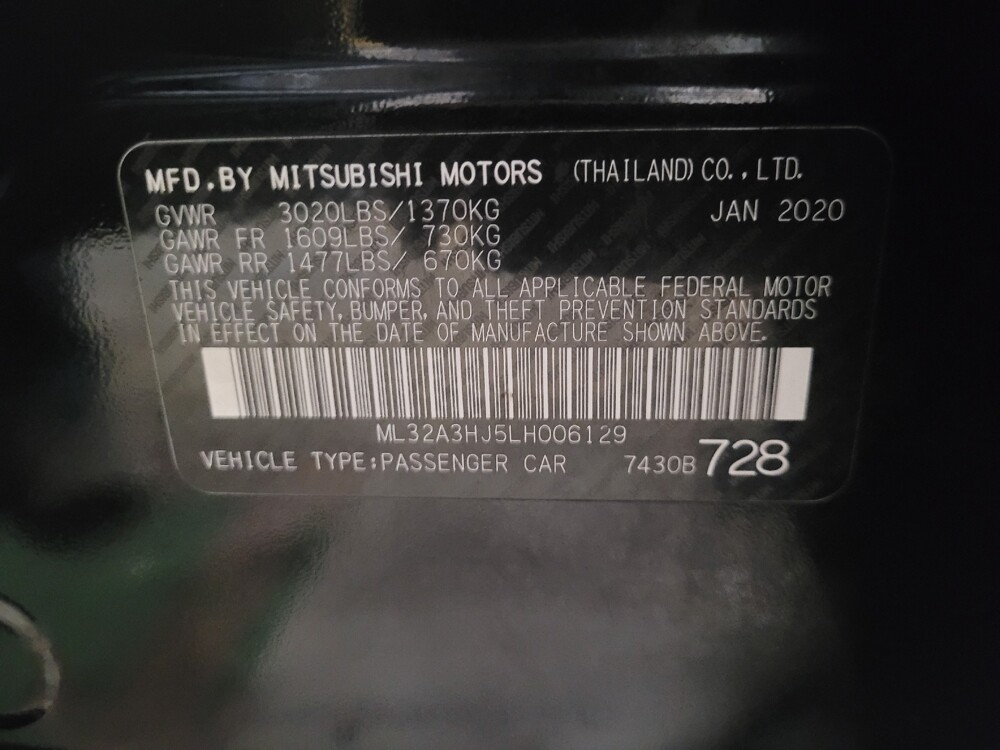 MFD.BY MITSUBISHI MOTORS (THAILAND) CO.,LTD.
GVWR 3020LBS/1370KG JAN 2020
GAWR FR 1609LBS/ 730KG
GAWR RR 1477LBS/ 670KG
THIS VEHICLE CONFORMS TO ALL APPLICABLE FEDERAL MOTOR
VEHICLE SAFETY, BUMPER, AND THEFT PREVENTION STANDARDS
IN EFFECT ON THE DATE OF MANUFACTURE SHOWN ABOVE.
ML32A3HJ5LH006129
VEHICLE TYPE:PASSENGER CAR 7430B 728